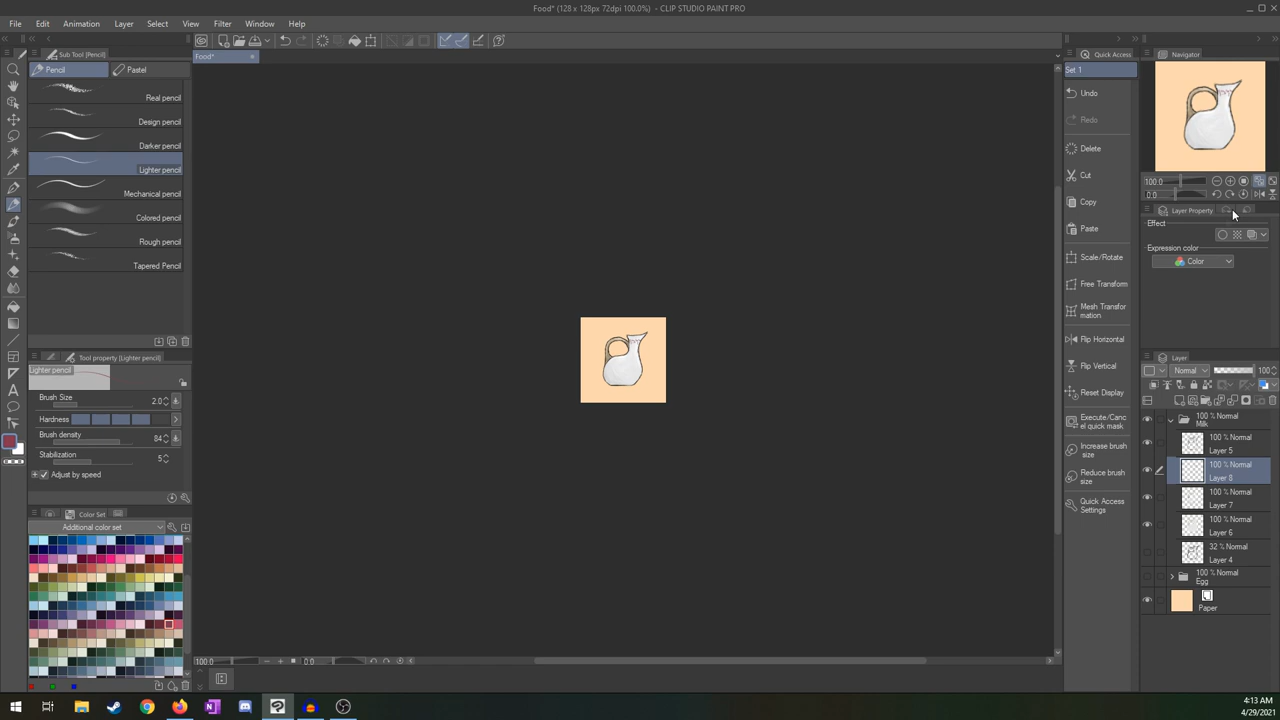 Food* (128 x 128px 72dpi 100.0%) - CLIP STUDIO PAINT PRO
File Edit Animation Layer Select View Filter Window Help
Sub Tool [Pencil]
Pencil Pastel
Real pencil
Design pencil
Darker pencil
Lighter pencil
Mechanical pencil
Colored pencil
Rough pencil
Tapered Pencil
Tool property [Lighter pencil]
Lighter pencil
Brush Size 2.0
Hardness
Brush density 84
Stabilization 5
Adjust by speed
Color Set
Additional color set
Food*
100.0 0.0
Quick Access
Set 1
Undo
Redo
Delete
Cut
Copy
Paste
Scale/Rotate
Free Transform
Mesh Transfor
mation
Flip Horizontal
Flip Vertical
Reset Display
Execute/Can
cel quick mask
Increase brush
size
Reduce brush
size
Quick Access
Settings
Navigator
100.0
0.0
Layer Property
Effect
Expression color
Color
Layer
Normal 100
100 % Normal
Milk
100 % Normal
Layer 5
100 % Normal
Layer 8
100 % Normal
Layer 7
100 % Normal
Layer 6
32 % Normal
Layer 4
100 % Normal
Egg
Paper
4:13 AM
4/29/2021